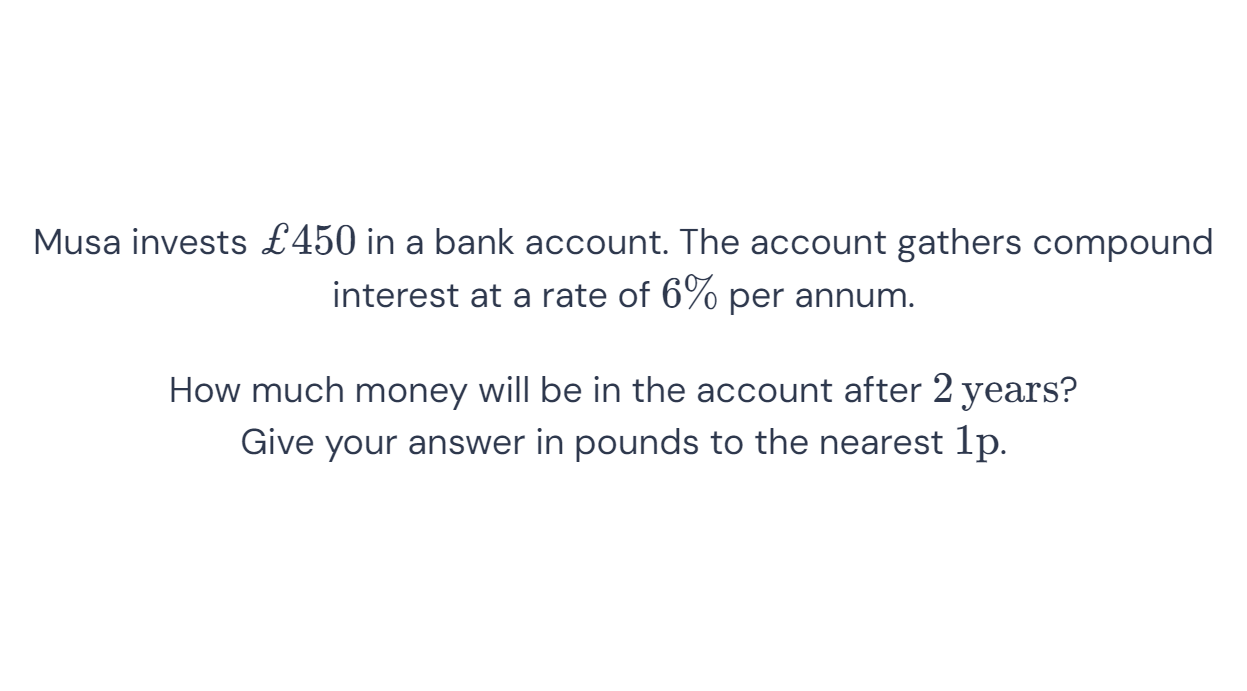 Musa invests £450 in a bank account. The account gathers compound
interest at a rate of 6% per annum.
How much money will be in the account after 2 years?
Give your answer in pounds to the nearest 1p.